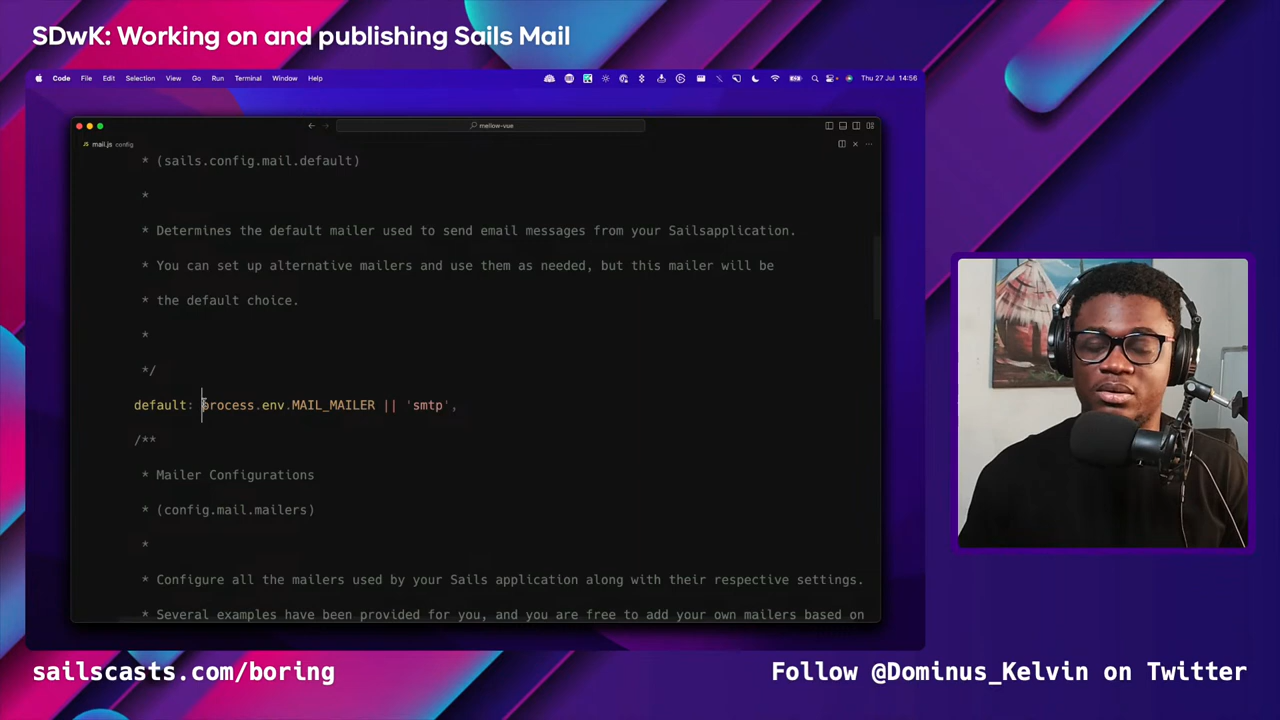 SDwK: Working on and publishing Sails Mail
Code File Edit Selection View Go Run Terminal Window Help Thu 27 Jul 14:56
mellow-vue
JS mail.js config
* (sails.config.mail.default)
*
* Determines the default mailer used to send email messages from your Sailsapplication.
* You can set up alternative mailers and use them as needed, but this mailer will be
* the default choice.
*
*/
default: process.env.MAIL_MAILER || 'smtp',
/**
* Mailer Configurations
* (config.mail.mailers)
*
* Configure all the mailers used by your Sails application along with their respective settings.
* Several examples have been provided for you, and you are free to add your own mailers based on
sailscasts.com/boring
Follow @Dominus_Kelvin on Twitter